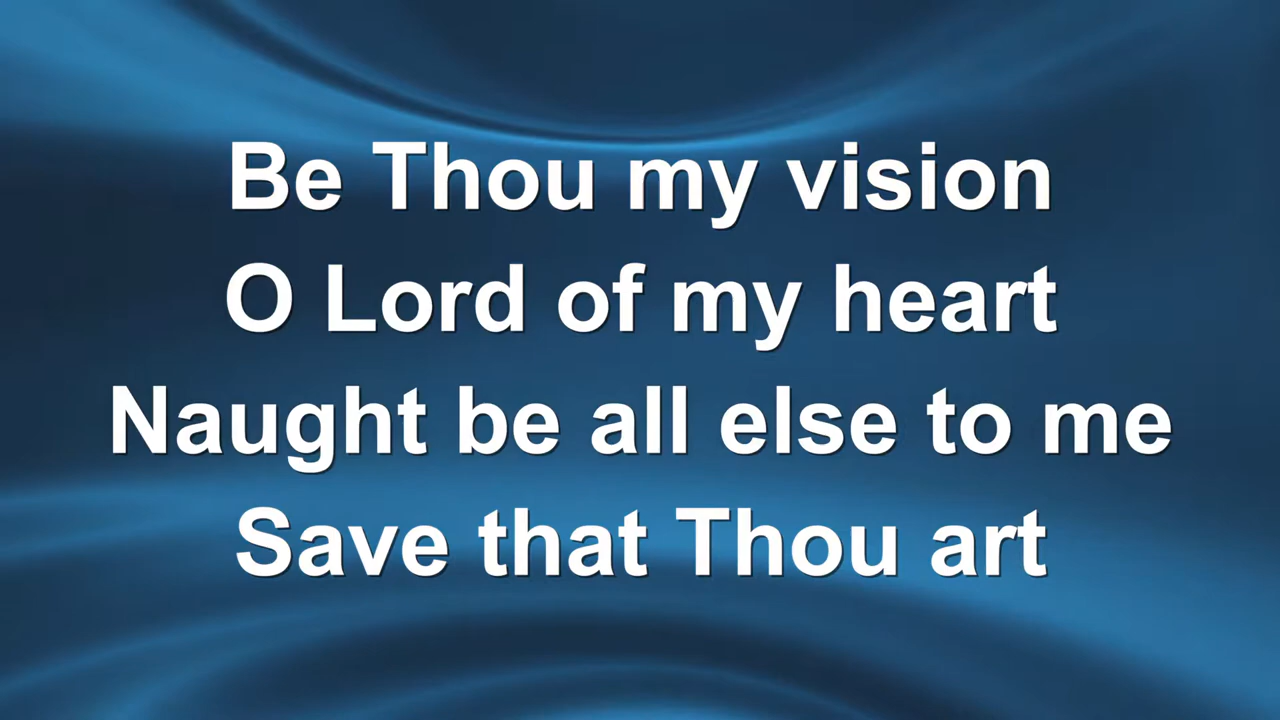 Be Thou my vision
O Lord of my heart
Naught be all else to me
Save that Thou art